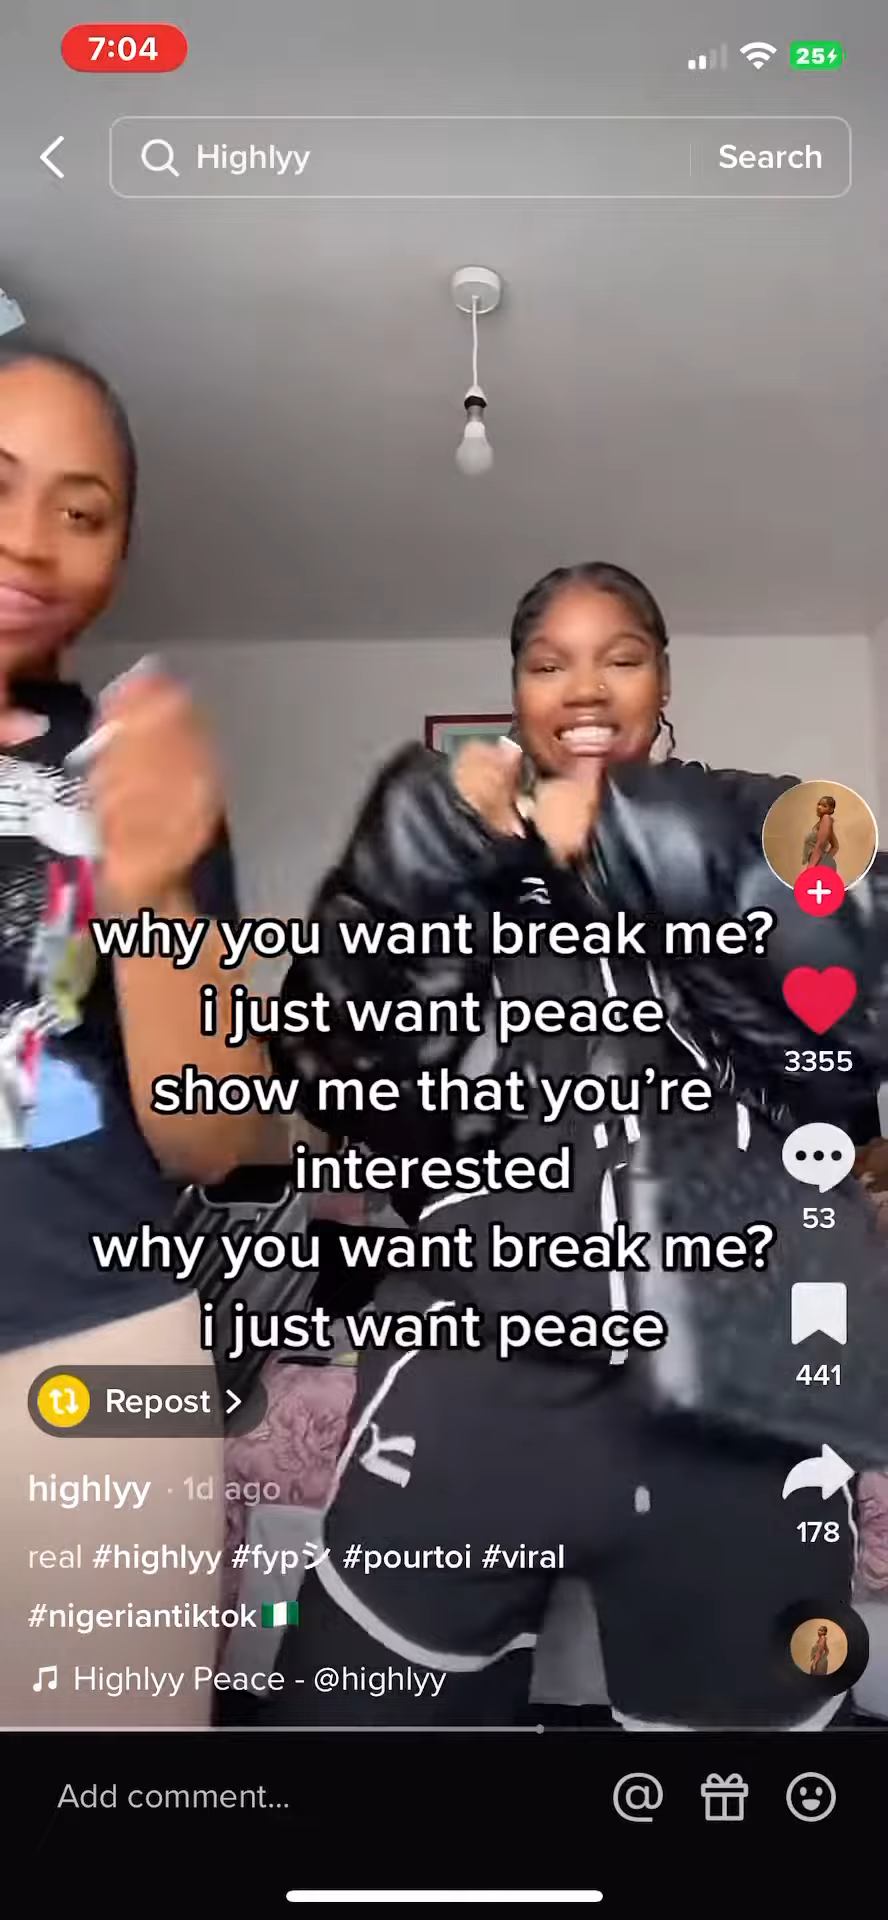 7:04
25
Highlyy
Search
why you want break me?
i just want peace
show me that you’re
interested
why you want break me?
i just want peace
3355
53
441
178
Repost
highlyy · 1d ago
real #highlyy #fypシ #pourtoi #viral
#nigeriantiktok🇳🇬
Highlyy Peace - @highlyy
Add comment...